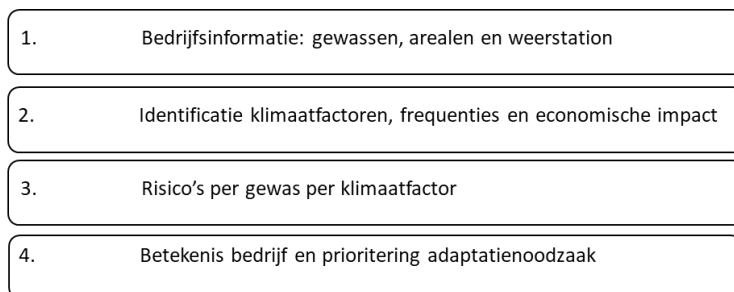 1. Bedrijfsinformatie: gewassen, arealen en weerstation
2. Identificatie klimaatfactoren, frequenties en economische impact
3. Risico's per gewas per klimaatfactor
4. Betekenis bedrijf en prioritering adaptatienoodzaak